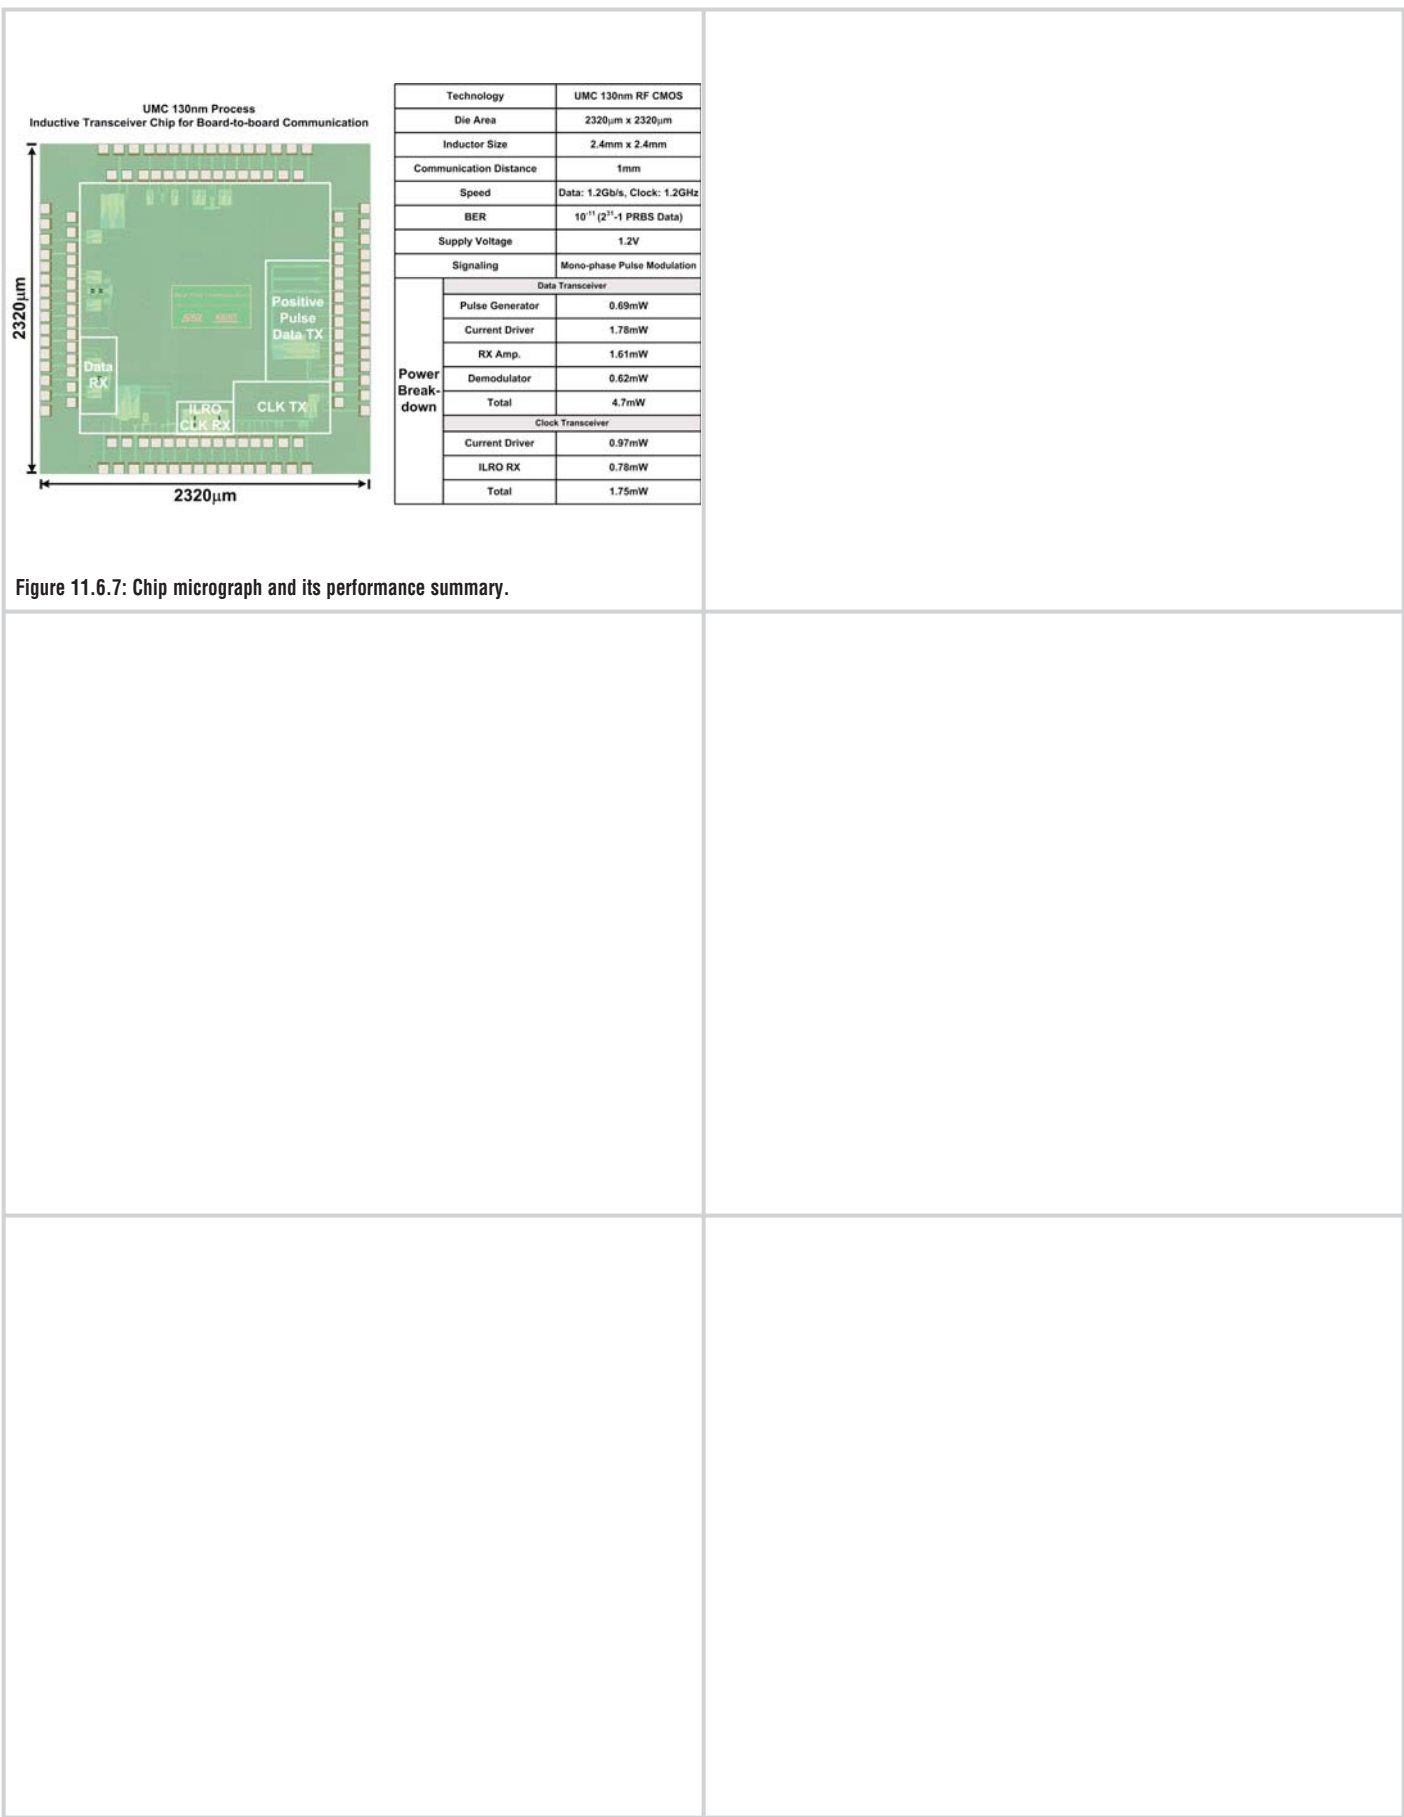 UMC 130nm Process
Inductive Transceiver Chip for Board-to-board Communication
2320μm
Positive
Pulse
Data TX
Data
RX
ILRO
CLK RX
CLK TX
2320μm
Technology UMC 130nm RF CMOS
Die Area 2320μm x 2320μm
Inductor Size 2.4mm x 2.4mm
Communication Distance 1mm
Speed Data: 1.2Gb/s, Clock: 1.2GHz
BER 10⁻¹¹ (2³¹-1 PRBS Data)
Supply Voltage 1.2V
Signaling Mono-phase Pulse Modulation
Power
Break-
down
Data Transceiver
Pulse Generator 0.69mW
Current Driver 1.78mW
RX Amp. 1.61mW
Demodulator 0.62mW
Total 4.7mW
Clock Transceiver
Current Driver 0.97mW
ILRO RX 0.78mW
Total 1.75mW
Figure 11.6.7: Chip micrograph and its performance summary.